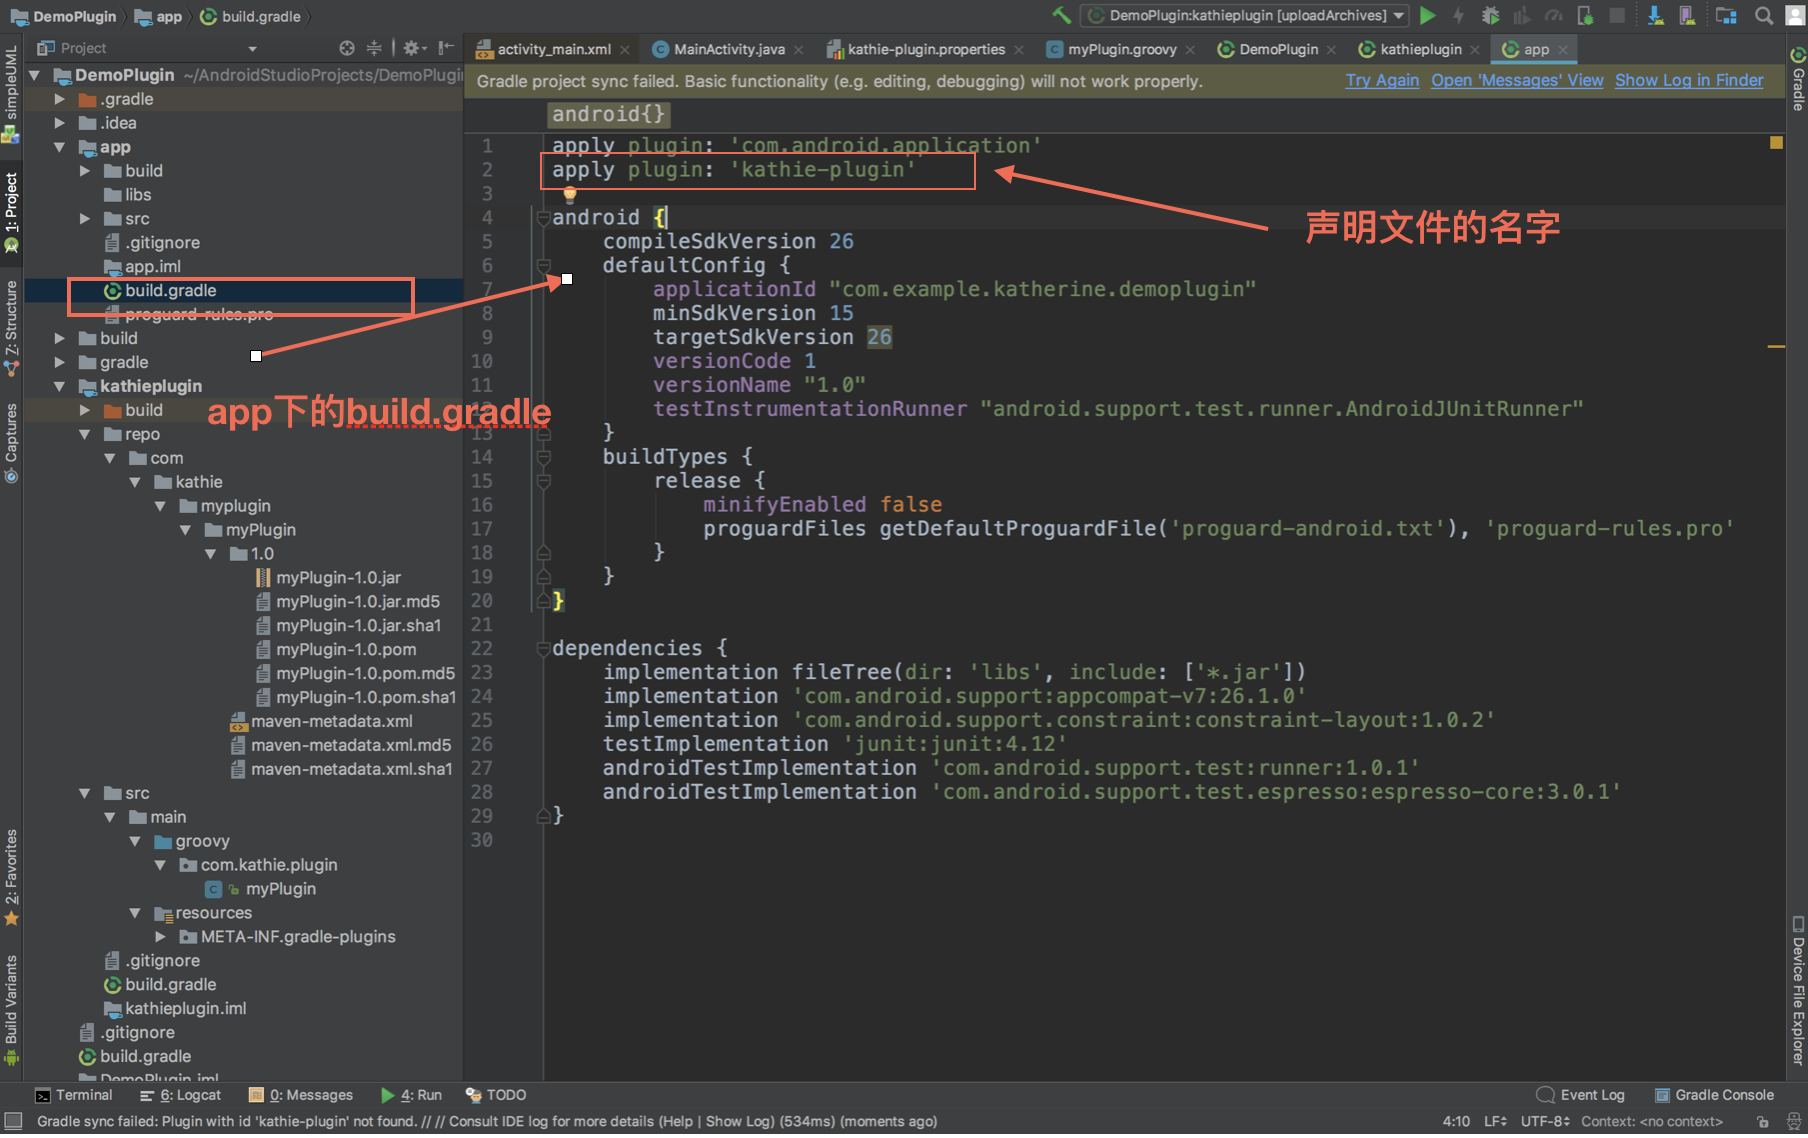 DemoPlugin app build.gradle
DemoPlugin:kathieplugin [uploadArchives]
Project
activity_main.xml MainActivity.java kathie-plugin.properties myPlugin.groovy DemoPlugin kathieplugin app
Gradle project sync failed. Basic functionality (e.g. editing, debugging) will not work properly. Try Again Open 'Messages' View Show Log in Finder
simpleUML
1: Project
7: Structure
Captures
2: Favorites
Build Variants
DemoPlugin ~/AndroidStudioProjects/DemoPlugi
.gradle
.idea
app
build
libs
src
.gitignore
app.iml
build.gradle
proguard-rules.pro
build
gradle
kathieplugin
build
app下的build.gradle
repo
com
kathie
myplugin
myPlugin
1.0
myPlugin-1.0.jar
myPlugin-1.0.jar.md5
myPlugin-1.0.jar.sha1
myPlugin-1.0.pom
myPlugin-1.0.pom.md5
myPlugin-1.0.pom.sha1
maven-metadata.xml
maven-metadata.xml.md5
maven-metadata.xml.sha1
src
main
groovy
com.kathie.plugin
myPlugin
resources
META-INF.gradle-plugins
.gitignore
build.gradle
kathieplugin.iml
.gitignore
build.gradle
DemoPlugin.iml
android{}
1 apply plugin: 'com.android.application'
2 apply plugin: 'kathie-plugin'
3
声明文件的名字
4 android {
5 compileSdkVersion 26
6 defaultConfig {
7 applicationId "com.example.katherine.demoplugin"
8 minSdkVersion 15
9 targetSdkVersion 26
10 versionCode 1
11 versionName "1.0"
12 testInstrumentationRunner "android.support.test.runner.AndroidJUnitRunner"
13 }
14 buildTypes {
15 release {
16 minifyEnabled false
17 proguardFiles getDefaultProguardFile('proguard-android.txt'), 'proguard-rules.pro'
18 }
19 }
20 }
21
22 dependencies {
23 implementation fileTree(dir: 'libs', include: ['*.jar'])
24 implementation 'com.android.support:appcompat-v7:26.1.0'
25 implementation 'com.android.support.constraint:constraint-layout:1.0.2'
26 testImplementation 'junit:junit:4.12'
27 androidTestImplementation 'com.android.support.test:runner:1.0.1'
28 androidTestImplementation 'com.android.support.test.espresso:espresso-core:3.0.1'
29 }
30
Gradle
Device File Explorer
Terminal 6: Logcat 0: Messages 4: Run TODO Event Log Gradle Console
Gradle sync failed: Plugin with id 'kathie-plugin' not found. // // Consult IDE log for more details (Help | Show Log) (534ms) (moments ago) 4:10 LF÷ UTF-8÷ Context: <no context>